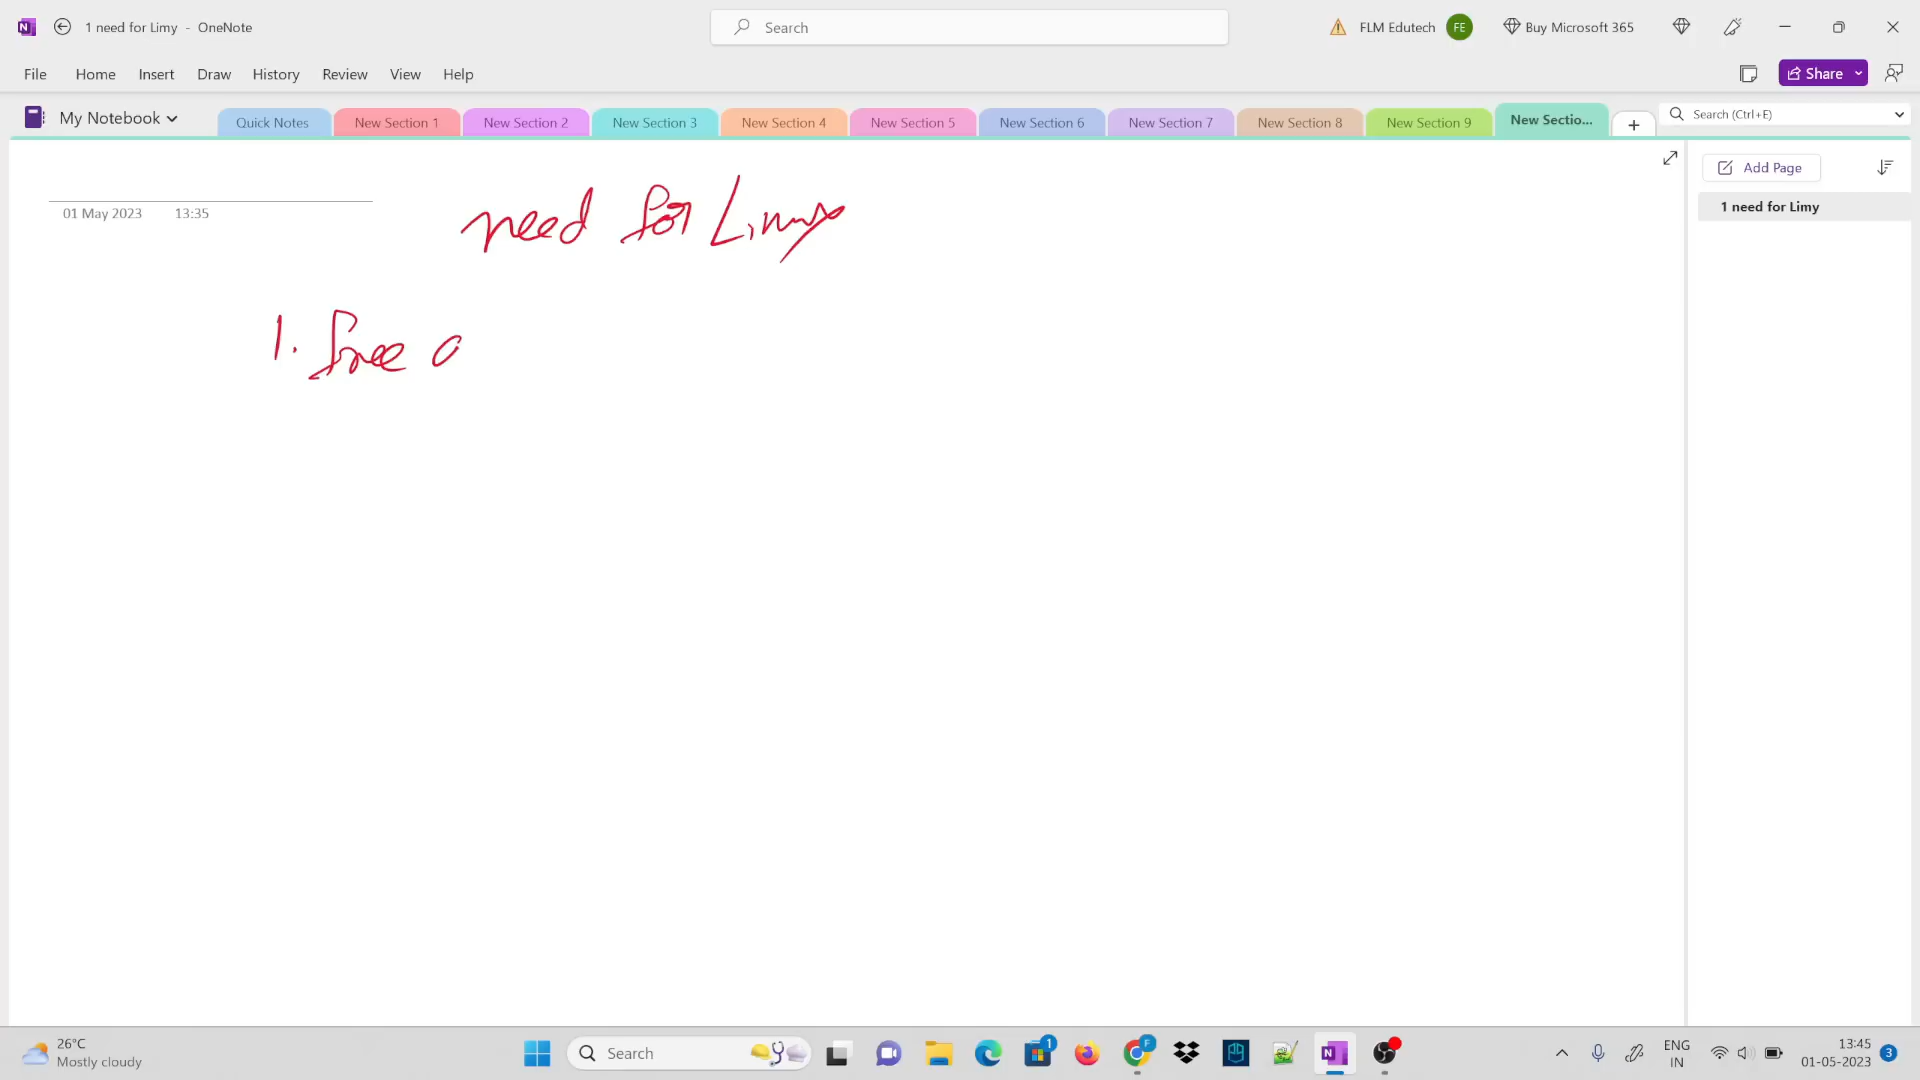 1 need for Limy - OneNote
Search
FLM Edutech FE
Buy Microsoft 365
File Home Insert Draw History Review View Help
Share
My Notebook
Quick Notes New Section 1 New Section 2 New Section 3 New Section 4 New Section 5 New Section 6 New Section 7 New Section 8 New Section 9 New Sectio... +
Search (Ctrl+E)
Add Page
1 need for Limy
01 May 2023 13:35
need for Linux
1. free o
26°C
Mostly cloudy
Search
1
F
ENG
IN
13:45
01-05-2023
3